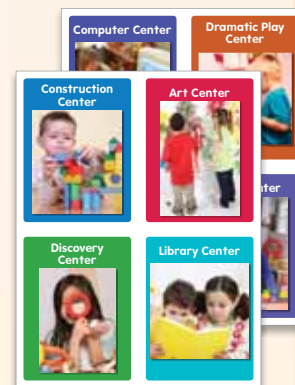 Computer Center
Dramatic Play
Center
Construction
Center
Art Center
Discovery
Center
Library Center